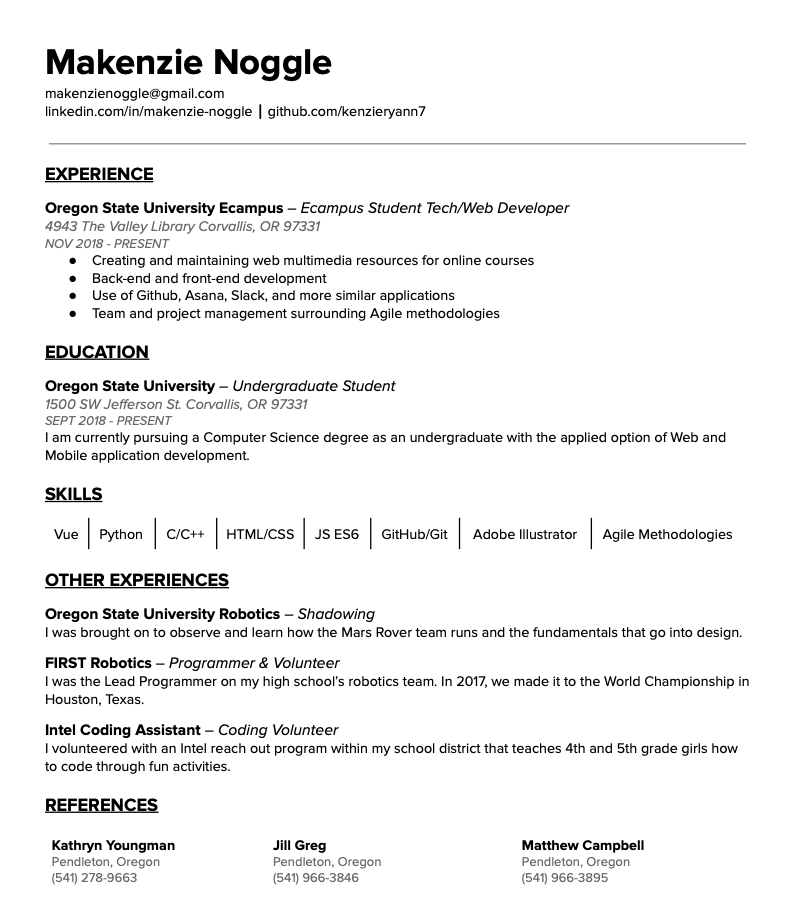 Makenzie Noggle
makenzienoggle@gmail.com
linkedin.com/in/makenzie-noggle | github.com/kenzieryann7
EXPERIENCE
Oregon State University Ecampus – Ecampus Student Tech/Web Developer
4943 The Valley Library Corvallis, OR 97331
NOV 2018 - PRESENT
● Creating and maintaining web multimedia resources for online courses
● Back-end and front-end development
● Use of Github, Asana, Slack, and more similar applications
● Team and project management surrounding Agile methodologies
EDUCATION
Oregon State University – Undergraduate Student
1500 SW Jefferson St. Corvallis, OR 97331
SEPT 2018 - PRESENT
I am currently pursuing a Computer Science degree as an undergraduate with the applied option of Web and
Mobile application development.
SKILLS
Vue | Python | C/C++ | HTML/CSS | JS ES6 | GitHub/Git | Adobe Illustrator | Agile Methodologies
OTHER EXPERIENCES
Oregon State University Robotics – Shadowing
I was brought on to observe and learn how the Mars Rover team runs and the fundamentals that go into design.
FIRST Robotics – Programmer & Volunteer
I was the Lead Programmer on my high school's robotics team. In 2017, we made it to the World Championship in
Houston, Texas.
Intel Coding Assistant – Coding Volunteer
I volunteered with an Intel reach out program within my school district that teaches 4th and 5th grade girls how
to code through fun activities.
REFERENCES
Kathryn Youngman Jill Greg Matthew Campbell
Pendleton, Oregon Pendleton, Oregon Pendleton, Oregon
(541) 278-9663 (541) 966-3846 (541) 966-3895